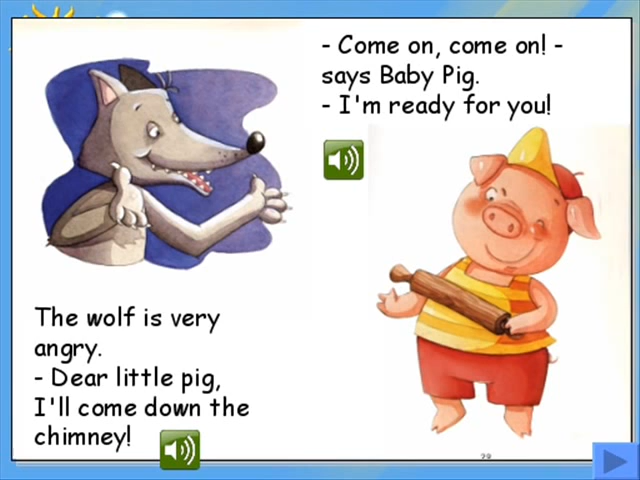 - Come on, come on! -
says Baby Pig.
- I'm ready for you!
The wolf is very
angry.
- Dear little pig,
I'll come down the
chimney!
29